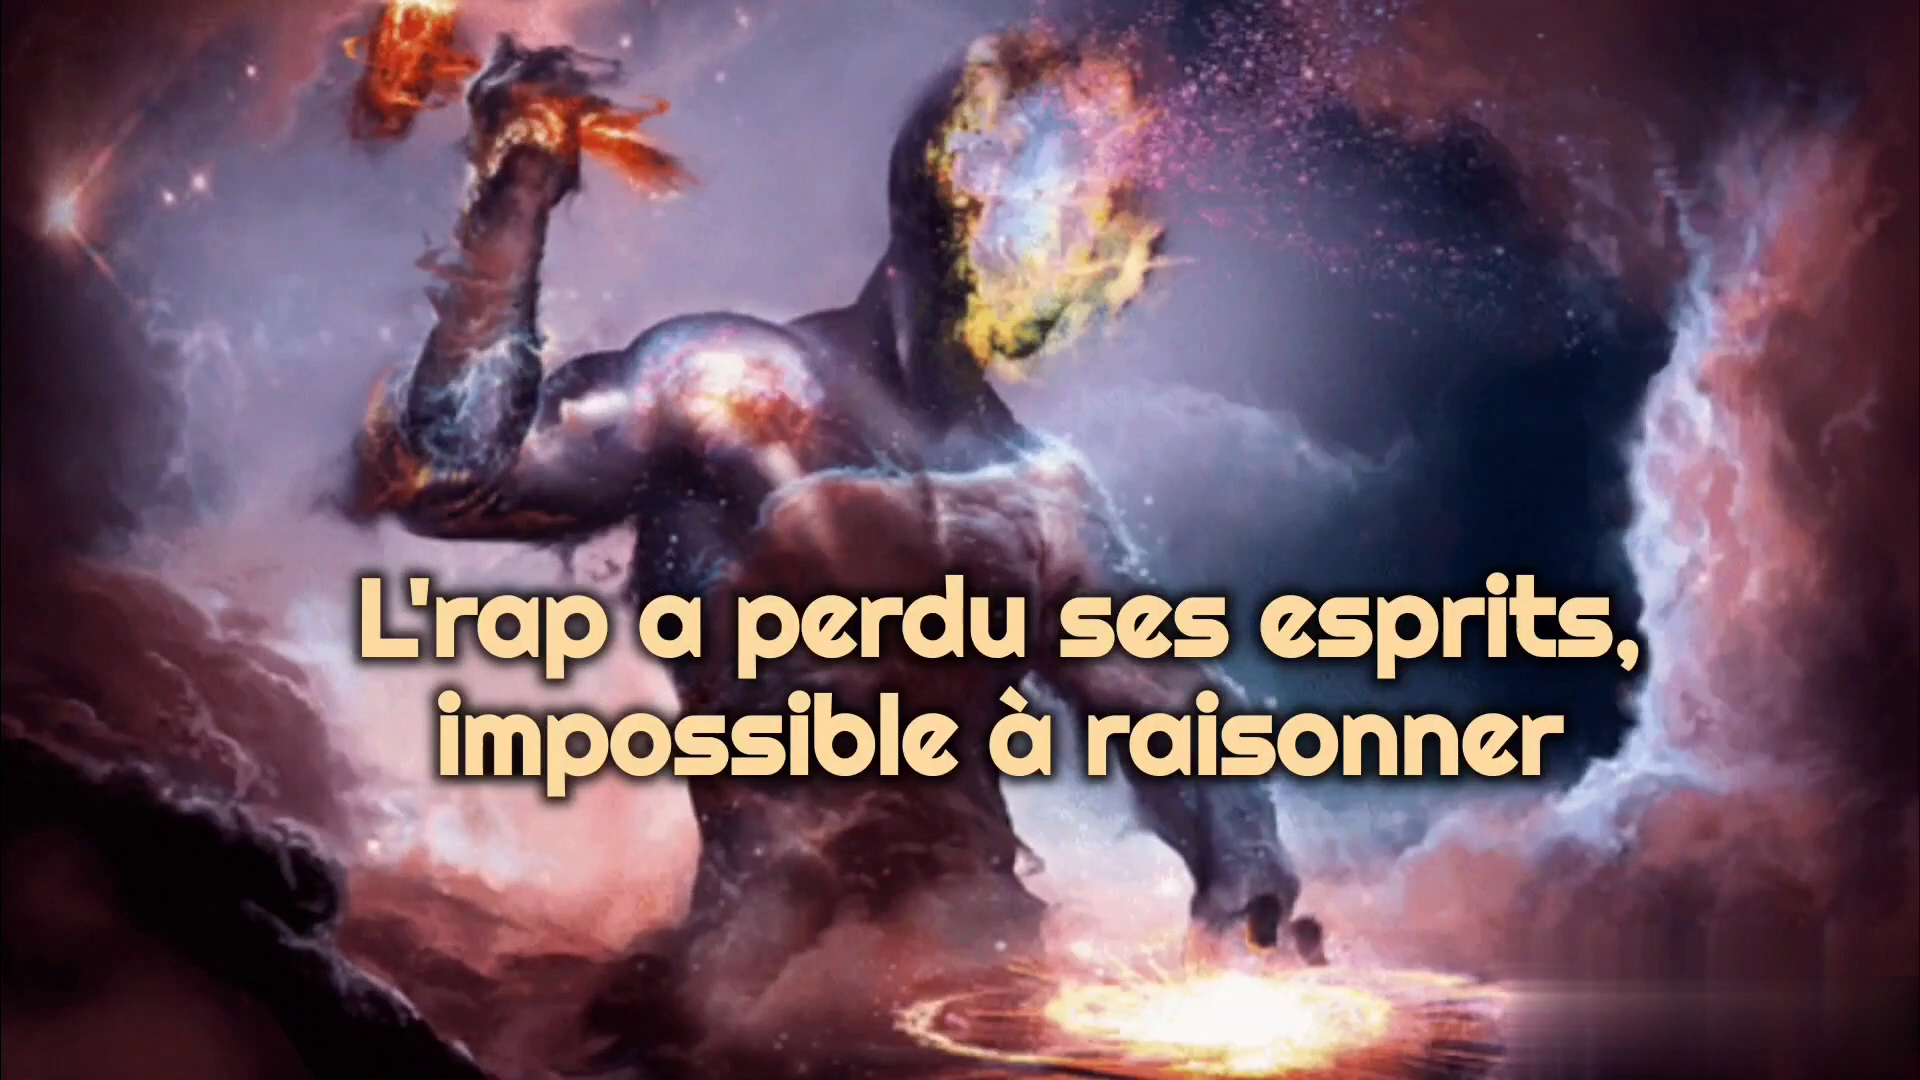 L'rap a perdu ses esprits,
impossible à raisonner